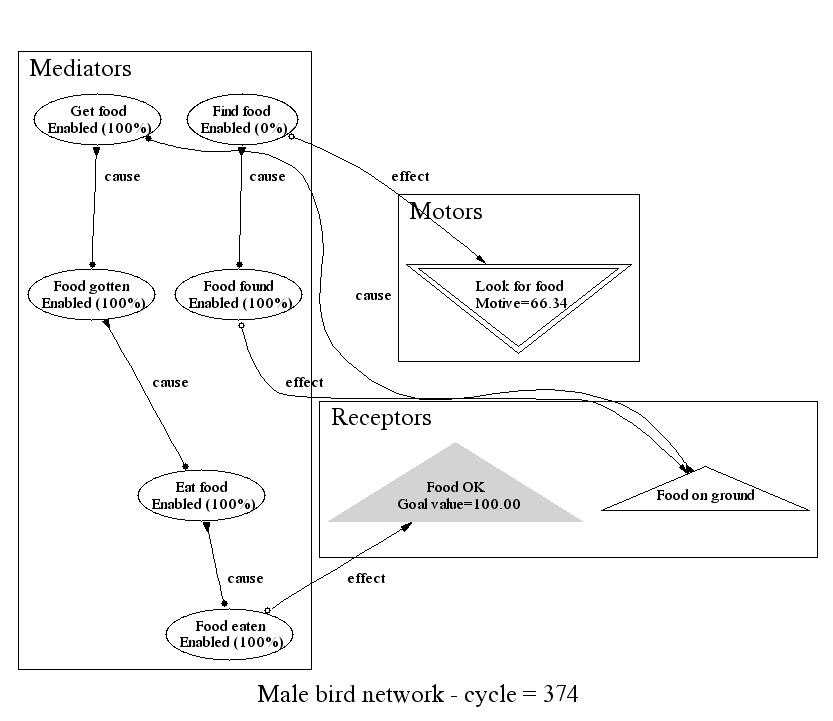 Mediators
Get food
Enabled (100%)
Find food
Enabled (0%)
cause
cause
effect
Motors
Look for food
Motive=66.34
Food gotten
Enabled (100%)
Food found
Enabled (100%)
cause
cause
effect
Receptors
Food OK
Goal value=100.00
Food on ground
Eat food
Enabled (100%)
cause
effect
Food eaten
Enabled (100%)
Male bird network - cycle = 374